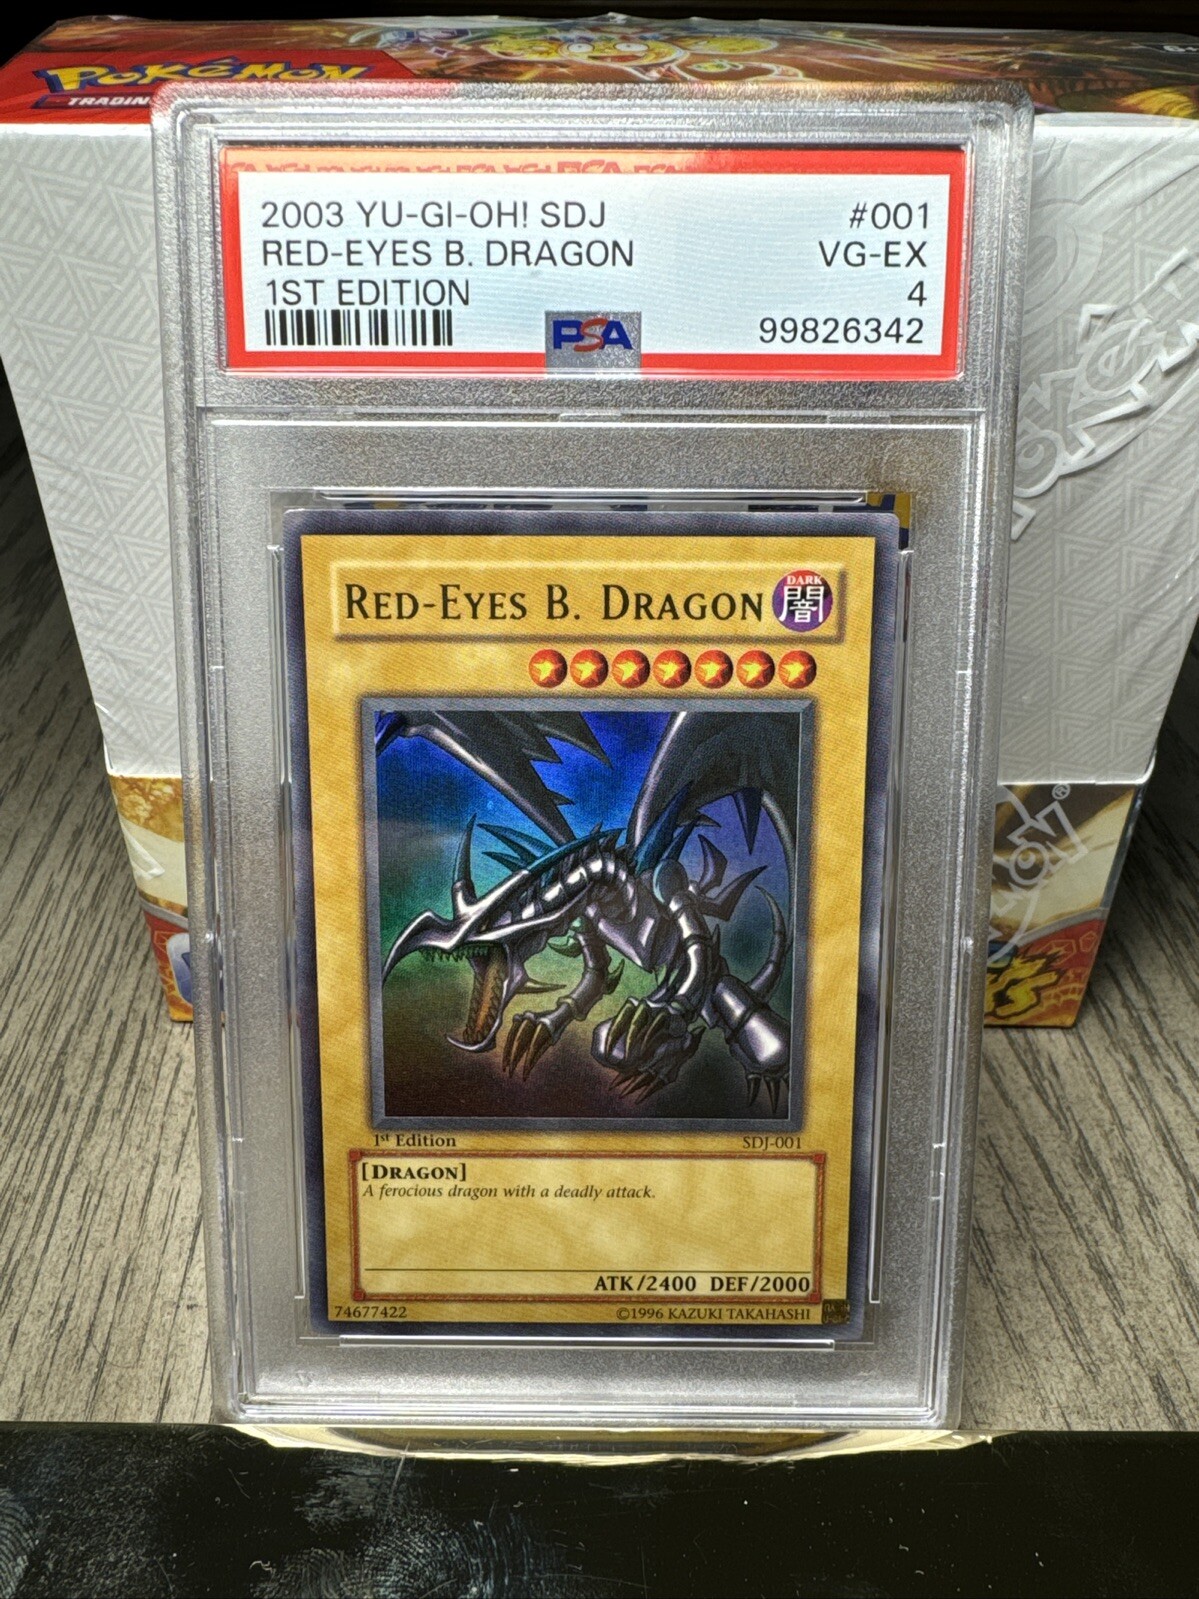 POKÉMON
TRADIN
2003 YU-GI-OH! SDJ #001
RED-EYES B. DRAGON VG-EX
1ST EDITION 4
PSA 99826342
RED-EYES B. DRAGON
DARK
闇
1st Edition SDJ-001
[DRAGON]
A ferocious dragon with a deadly attack.
ATK/2400 DEF/2000
74677422 ©1996 KAZUKI TAKAHASHI